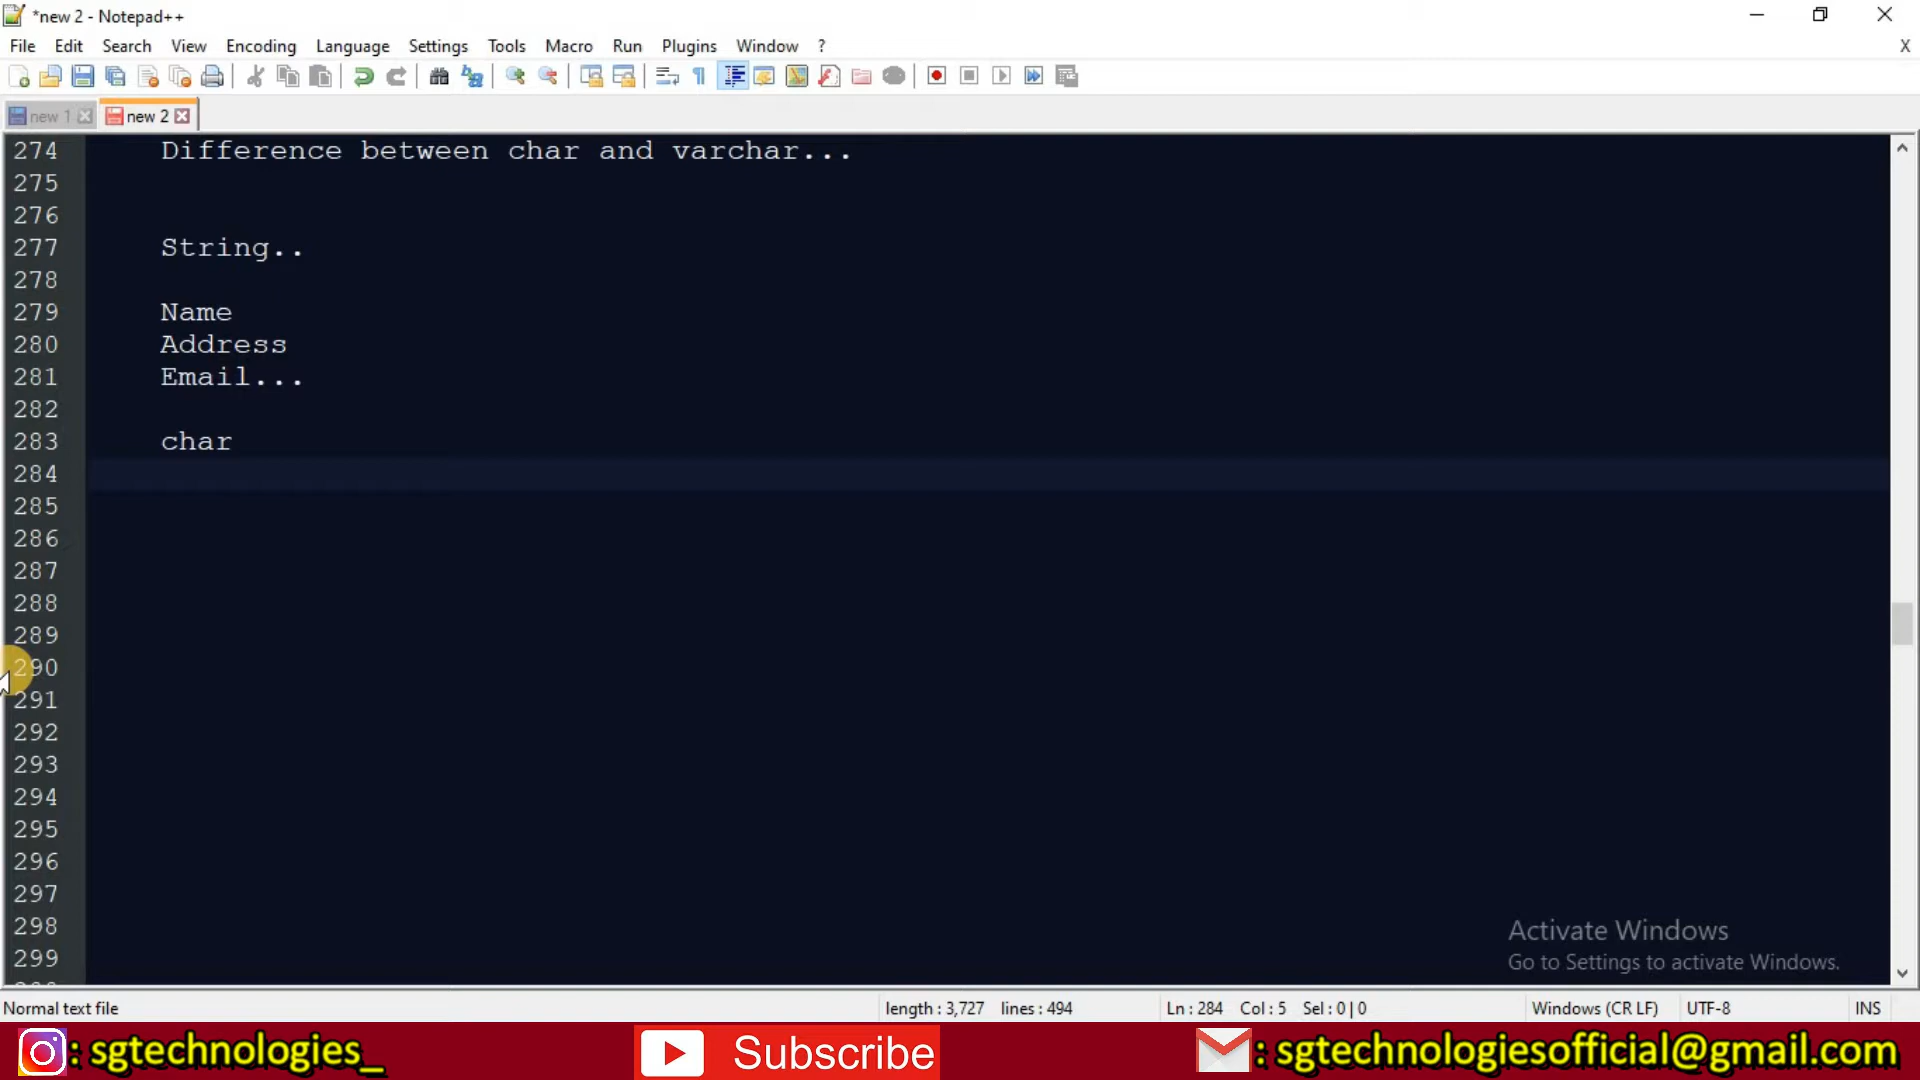 *new 2 - Notepad++
File Edit Search View Encoding Language Settings Tools Macro Run Plugins Window ? X
new 1 new 2
274 Difference between char and varchar...
275
276
277 String..
278
279 Name
280 Address
281 Email...
282
283 char
284
285
286
287
288
289
290
291
292
293
294
295
296
297
298
299
Activate Windows
Go to Settings to activate Windows.
Normal text file length : 3,727 lines : 494 Ln : 284 Col : 5 Sel : 0 | 0 Windows (CR LF) UTF-8 INS
: sgtechnologies_ Subscribe : sgtechnologiesofficial@gmail.com